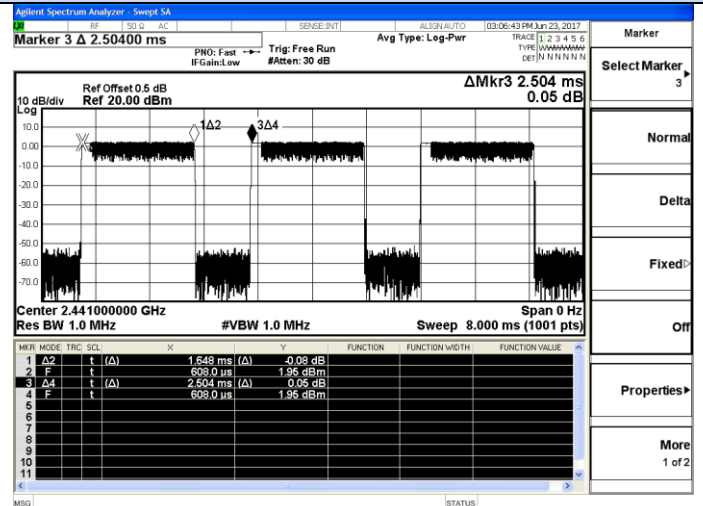 Agilent Spectrum Analyzer - Swept SA
LXI RF 50 Ω AC SENSE:INT ALIGN AUTO 03:06:43 PM Jun 23, 2017
Marker 3 Δ 2.50400 ms
PNO: Fast
IFGain:Low
Trig: Free Run
#Atten: 30 dB
Avg Type: Log-Pwr
TRACE 1 2 3 4 5 6
TYPE WWWWWW
DET N N N N N N
10 dB/div
Log
Ref Offset 0.5 dB
Ref 20.00 dBm
ΔMkr3 2.504 ms
0.05 dB
10.0
0.00
-10.0
-20.0
-30.0
-40.0
-50.0
-60.0
-70.0
1Δ2
3Δ4
Center 2.441000000 GHz Span 0 Hz
Res BW 1.0 MHz #VBW 1.0 MHz Sweep 8.000 ms (1001 pts)
MKR MODE TRC SCL X Y FUNCTION FUNCTION WIDTH FUNCTION VALUE
1 Δ2 t (Δ) 1.648 ms (Δ) -0.08 dB
2 F t 608.0 µs 1.95 dBm
3 Δ4 t (Δ) 2.504 ms (Δ) 0.05 dB
4 F t 608.0 µs 1.95 dBm
5
6
7
8
9
10
11
MSG STATUS
Marker
Select Marker
3
Normal
Delta
Fixed
Off
Properties
More
1 of 2